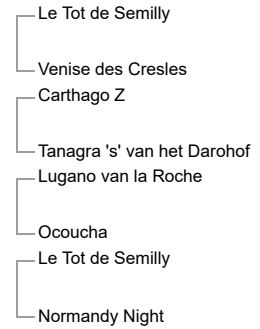 Le Tot de Semilly
Venise des Cresles
Carthago Z
Tanagra 's' van het Darohof
Lugano van la Roche
Ocoucha
Le Tot de Semilly
Normandy Night